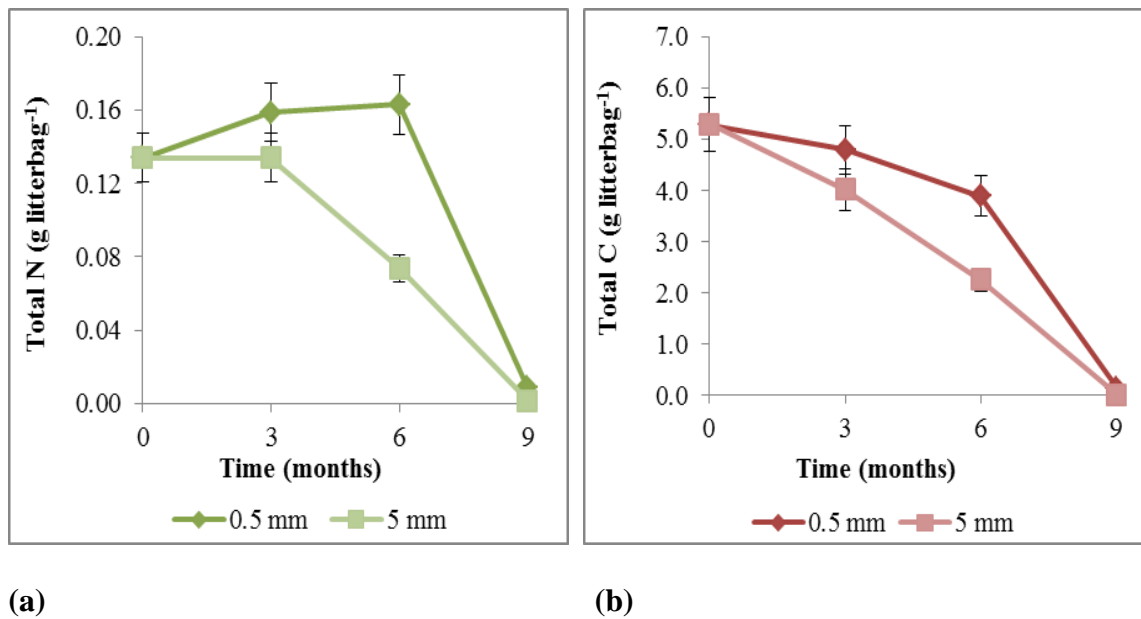 Total N (g litterbag⁻¹)
0.20
0.16
0.12
0.08
0.04
0.00
0 3 6 9
Time (months)
0.5 mm 5 mm
(a)
Total C (g litterbag⁻¹)
7.0
6.0
5.0
4.0
3.0
2.0
1.0
0.0
0 3 6 9
Time (months)
0.5 mm 5 mm
(b)